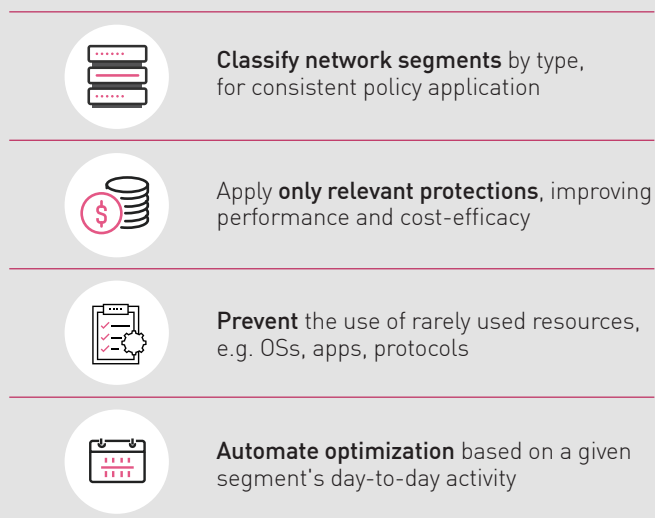 Classify network segments by type,
for consistent policy application
$
Apply only relevant protections, improving
performance and cost-efficacy
Prevent the use of rarely used resources,
e.g. OSs, apps, protocols
Automate optimization based on a given
segment's day-to-day activity